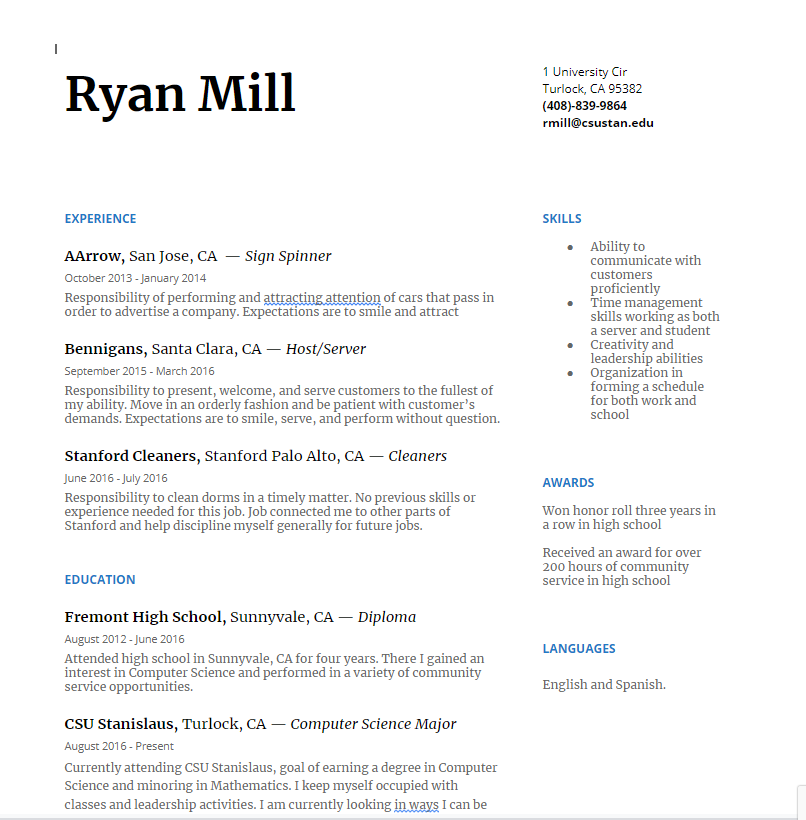 Ryan Mill
1 University Cir
Turlock, CA 95382
(408)-839-9864
rmill@csustan.edu
EXPERIENCE
AArrow, San Jose, CA — Sign Spinner
October 2013 - January 2014
Responsibility of performing and attracting attention of cars that pass in
order to advertise a company. Expectations are to smile and attract
Bennigans, Santa Clara, CA — Host/Server
September 2015 - March 2016
Responsibility to present, welcome, and serve customers to the fullest of
my ability. Move in an orderly fashion and be patient with customer’s
demands. Expectations are to smile, serve, and perform without question.
Stanford Cleaners, Stanford Palo Alto, CA — Cleaners
June 2016 - July 2016
Responsibility to clean dorms in a timely matter. No previous skills or
experience needed for this job. Job connected me to other parts of
Stanford and help discipline myself generally for future jobs.
EDUCATION
Fremont High School, Sunnyvale, CA — Diploma
August 2012 - June 2016
Attended high school in Sunnyvale, CA for four years. There I gained an
interest in Computer Science and performed in a variety of community
service opportunities.
CSU Stanislaus, Turlock, CA — Computer Science Major
August 2016 - Present
Currently attending CSU Stanislaus, goal of earning a degree in Computer
Science and minoring in Mathematics. I keep myself occupied with
classes and leadership activities. I am currently looking in ways I can be
SKILLS
● Ability to
communicate with
customers
proficiently
● Time management
skills working as both
a server and student
● Creativity and
leadership abilities
● Organization in
forming a schedule
for both work and
school
AWARDS
Won honor roll three years in
a row in high school
Received an award for over
200 hours of community
service in high school
LANGUAGES
English and Spanish.